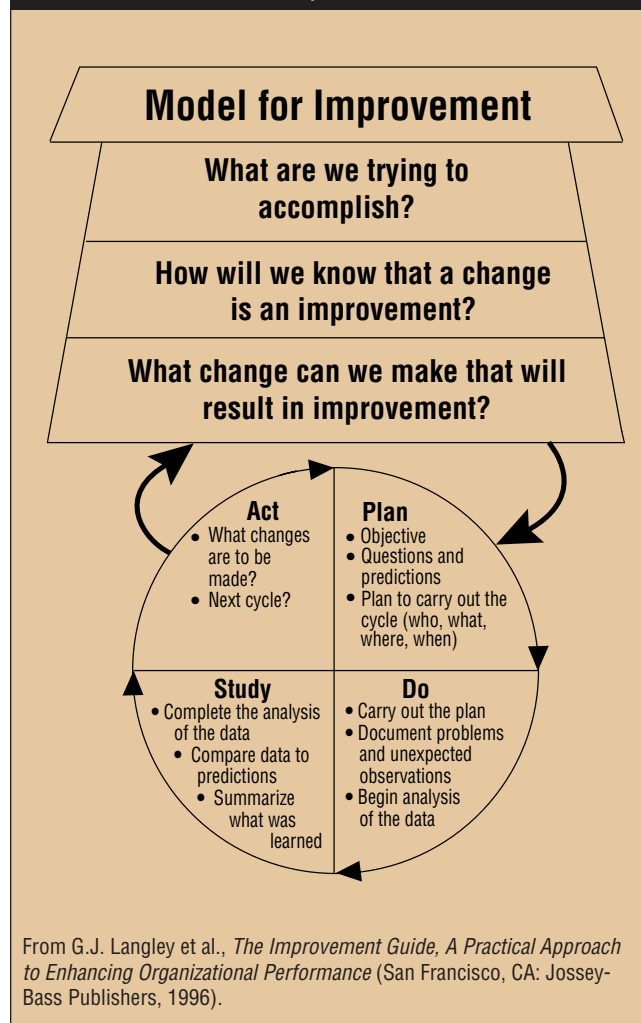 Model for Improvement
What are we trying to
accomplish?
How will we know that a change
is an improvement?
What change can we make that will
result in improvement?
Act
• What changes
are to be
made?
• Next cycle?
Plan
• Objective
• Questions and
predictions
• Plan to carry out the
cycle (who, what,
where, when)
Study
• Complete the analysis
of the data
• Compare data to
predictions
• Summarize
what was
learned
Do
• Carry out the plan
• Document problems
and unexpected
observations
• Begin analysis
of the data
From G.J. Langley et al., The Improvement Guide, A Practical Approach
to Enhancing Organizational Performance (San Francisco, CA: Jossey-
Bass Publishers, 1996).